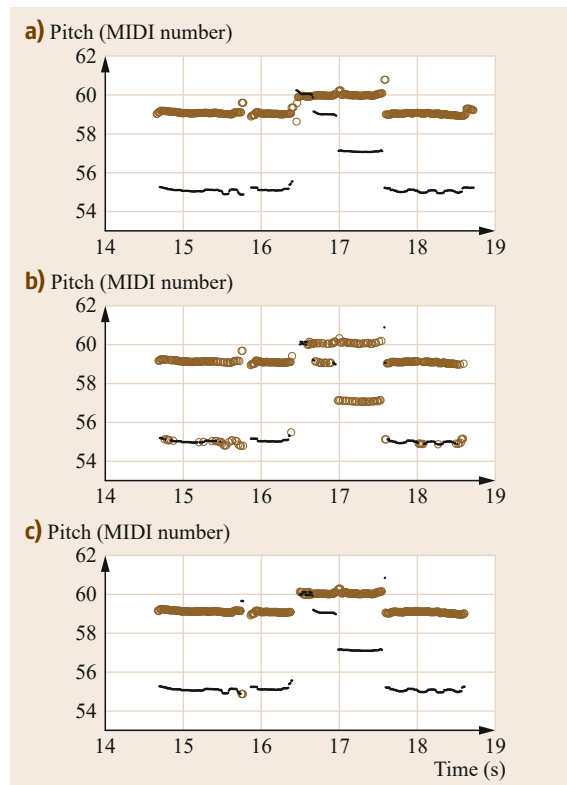 a) Pitch (MIDI number)
62
60
58
56
54
14 15 16 17 18 19
b) Pitch (MIDI number)
62
60
58
56
54
14 15 16 17 18 19
c) Pitch (MIDI number)
62
60
58
56
54
14 15 16 17 18 19
Time (s)